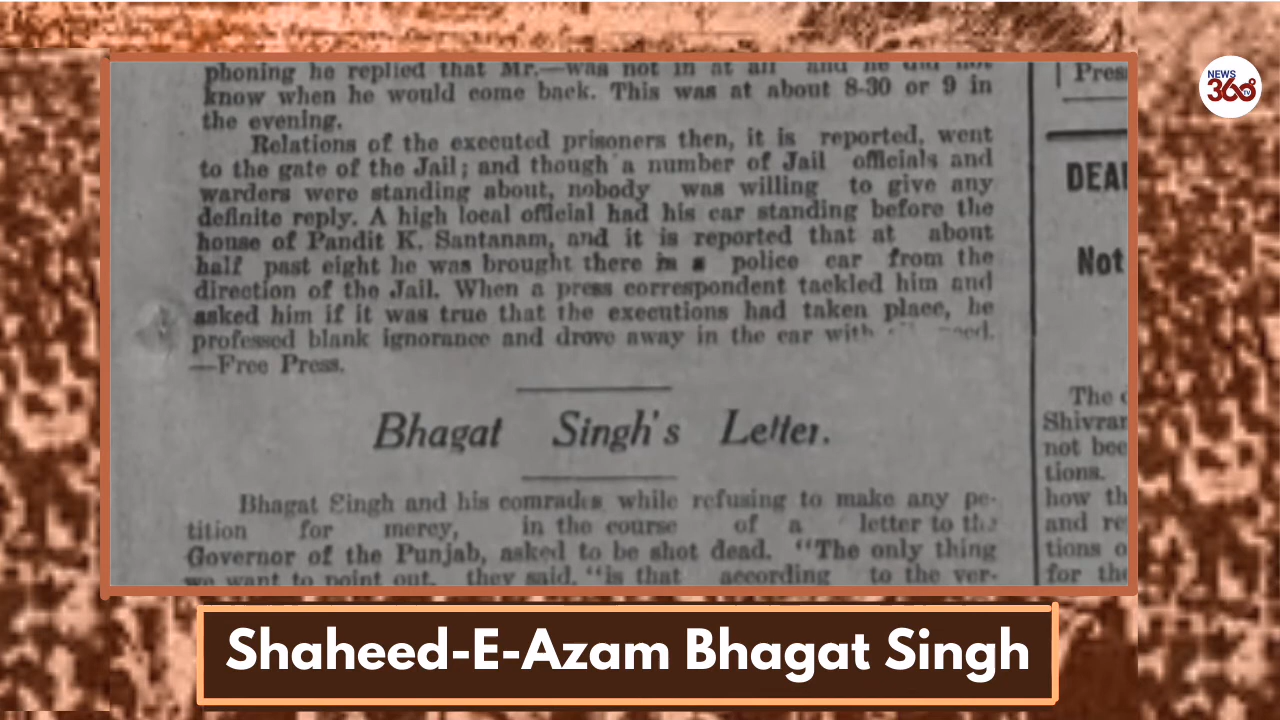 phoning he replied that Mr.—was not in at all and he did not
know when he would come back. This was at about 8-30 or 9 in
the evening.
Relations of the executed prisoners then, it is reported, went
to the gate of the Jail; and though a number of Jail officials and
warders were standing about, nobody was willing to give any
definite reply. A high local official had his car standing before the
house of Pandit K. Santanam, and it is reported that at about
half past eight he was brought there in a police car from the
direction of the Jail. When a press correspondent tackled him and
asked him if it was true that the executions had taken place, he
professed blank ignorance and drove away in the car with
—Free Press.
Bhagat Singh's Letter.
Bhagat Singh and his comrades while refusing to make any pe-
tition for mercy, in the course of a letter to the
Governor of the Punjab, asked to be shot dead. "The only thing
we want to point out, they said, "is that according to the ver-
Pres
DEA
Not
The
Shivra
not bee
tions.
how th
and re
tions o
for the
NEWS
360
TV
Shaheed-E-Azam Bhagat Singh